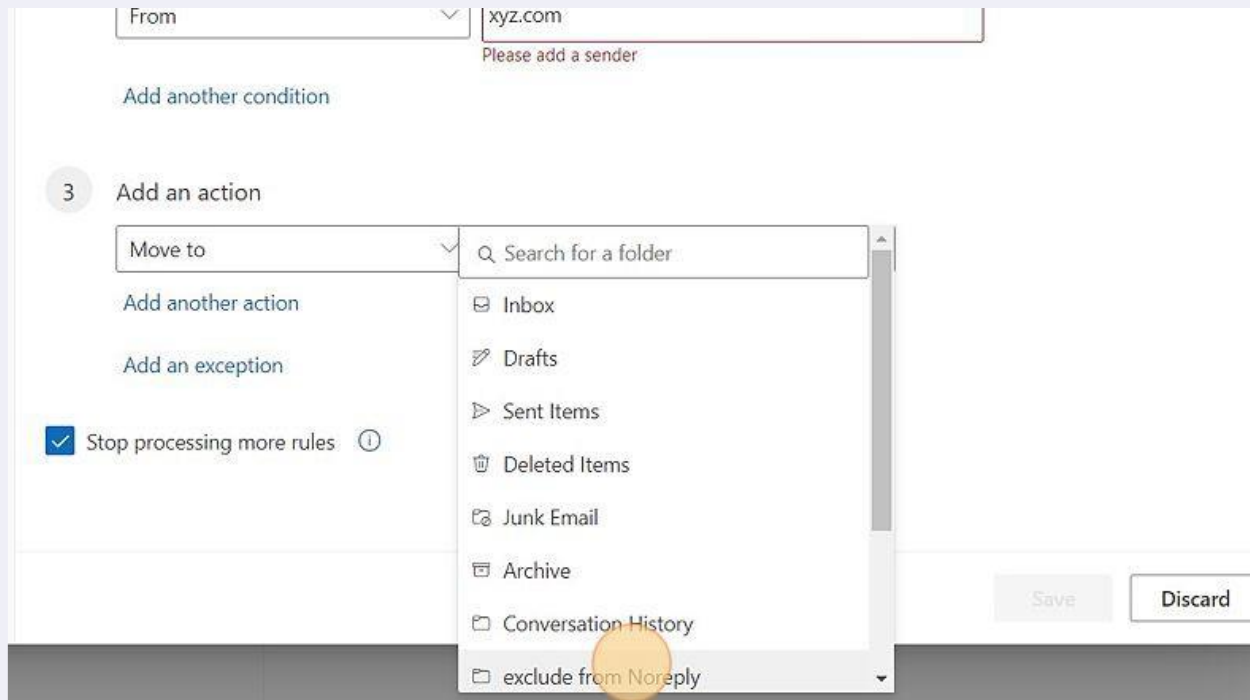 From
xyz.com
Please add a sender
Add another condition
3 Add an action
Move to
Search for a folder
Add another action
Add an exception
Stop processing more rules
Inbox
Drafts
Sent Items
Deleted Items
Junk Email
Archive
Conversation History
exclude from Noreply
Save
Discard